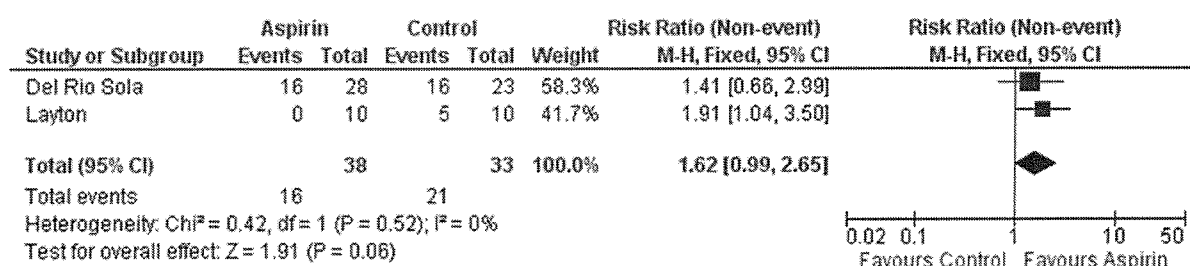 Aspirin Control Risk Ratio (Non-event) Risk Ratio (Non-event)
Study or Subgroup Events Total Events Total Weight M-H, Fixed, 95% CI M-H, Fixed, 95% CI
Del Rio Sola 16 28 16 23 58.3% 1.41 [0.66, 2.99]
Layton 0 10 5 10 41.7% 1.91 [1.04, 3.50]
Total (95% CI) 38 33 100.0% 1.62 [0.99, 2.65]
Total events 16 21
Heterogeneity: Chi² = 0.42, df = 1 (P = 0.52); I² = 0%
Test for overall effect: Z = 1.91 (P = 0.06)
0.02 0.1 1 10 50
Favours Control Favours Aspirin